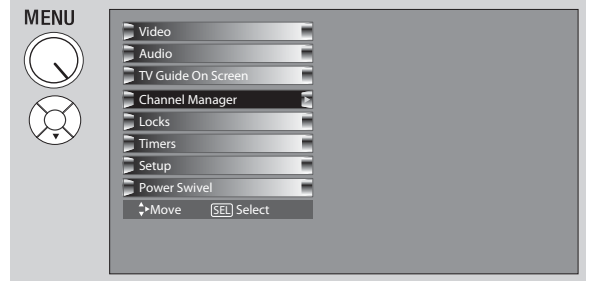 MENU
Video
Audio
TV Guide On Screen
Channel Manager
Locks
Timers
Setup
Power Swivel
Move SEL Select